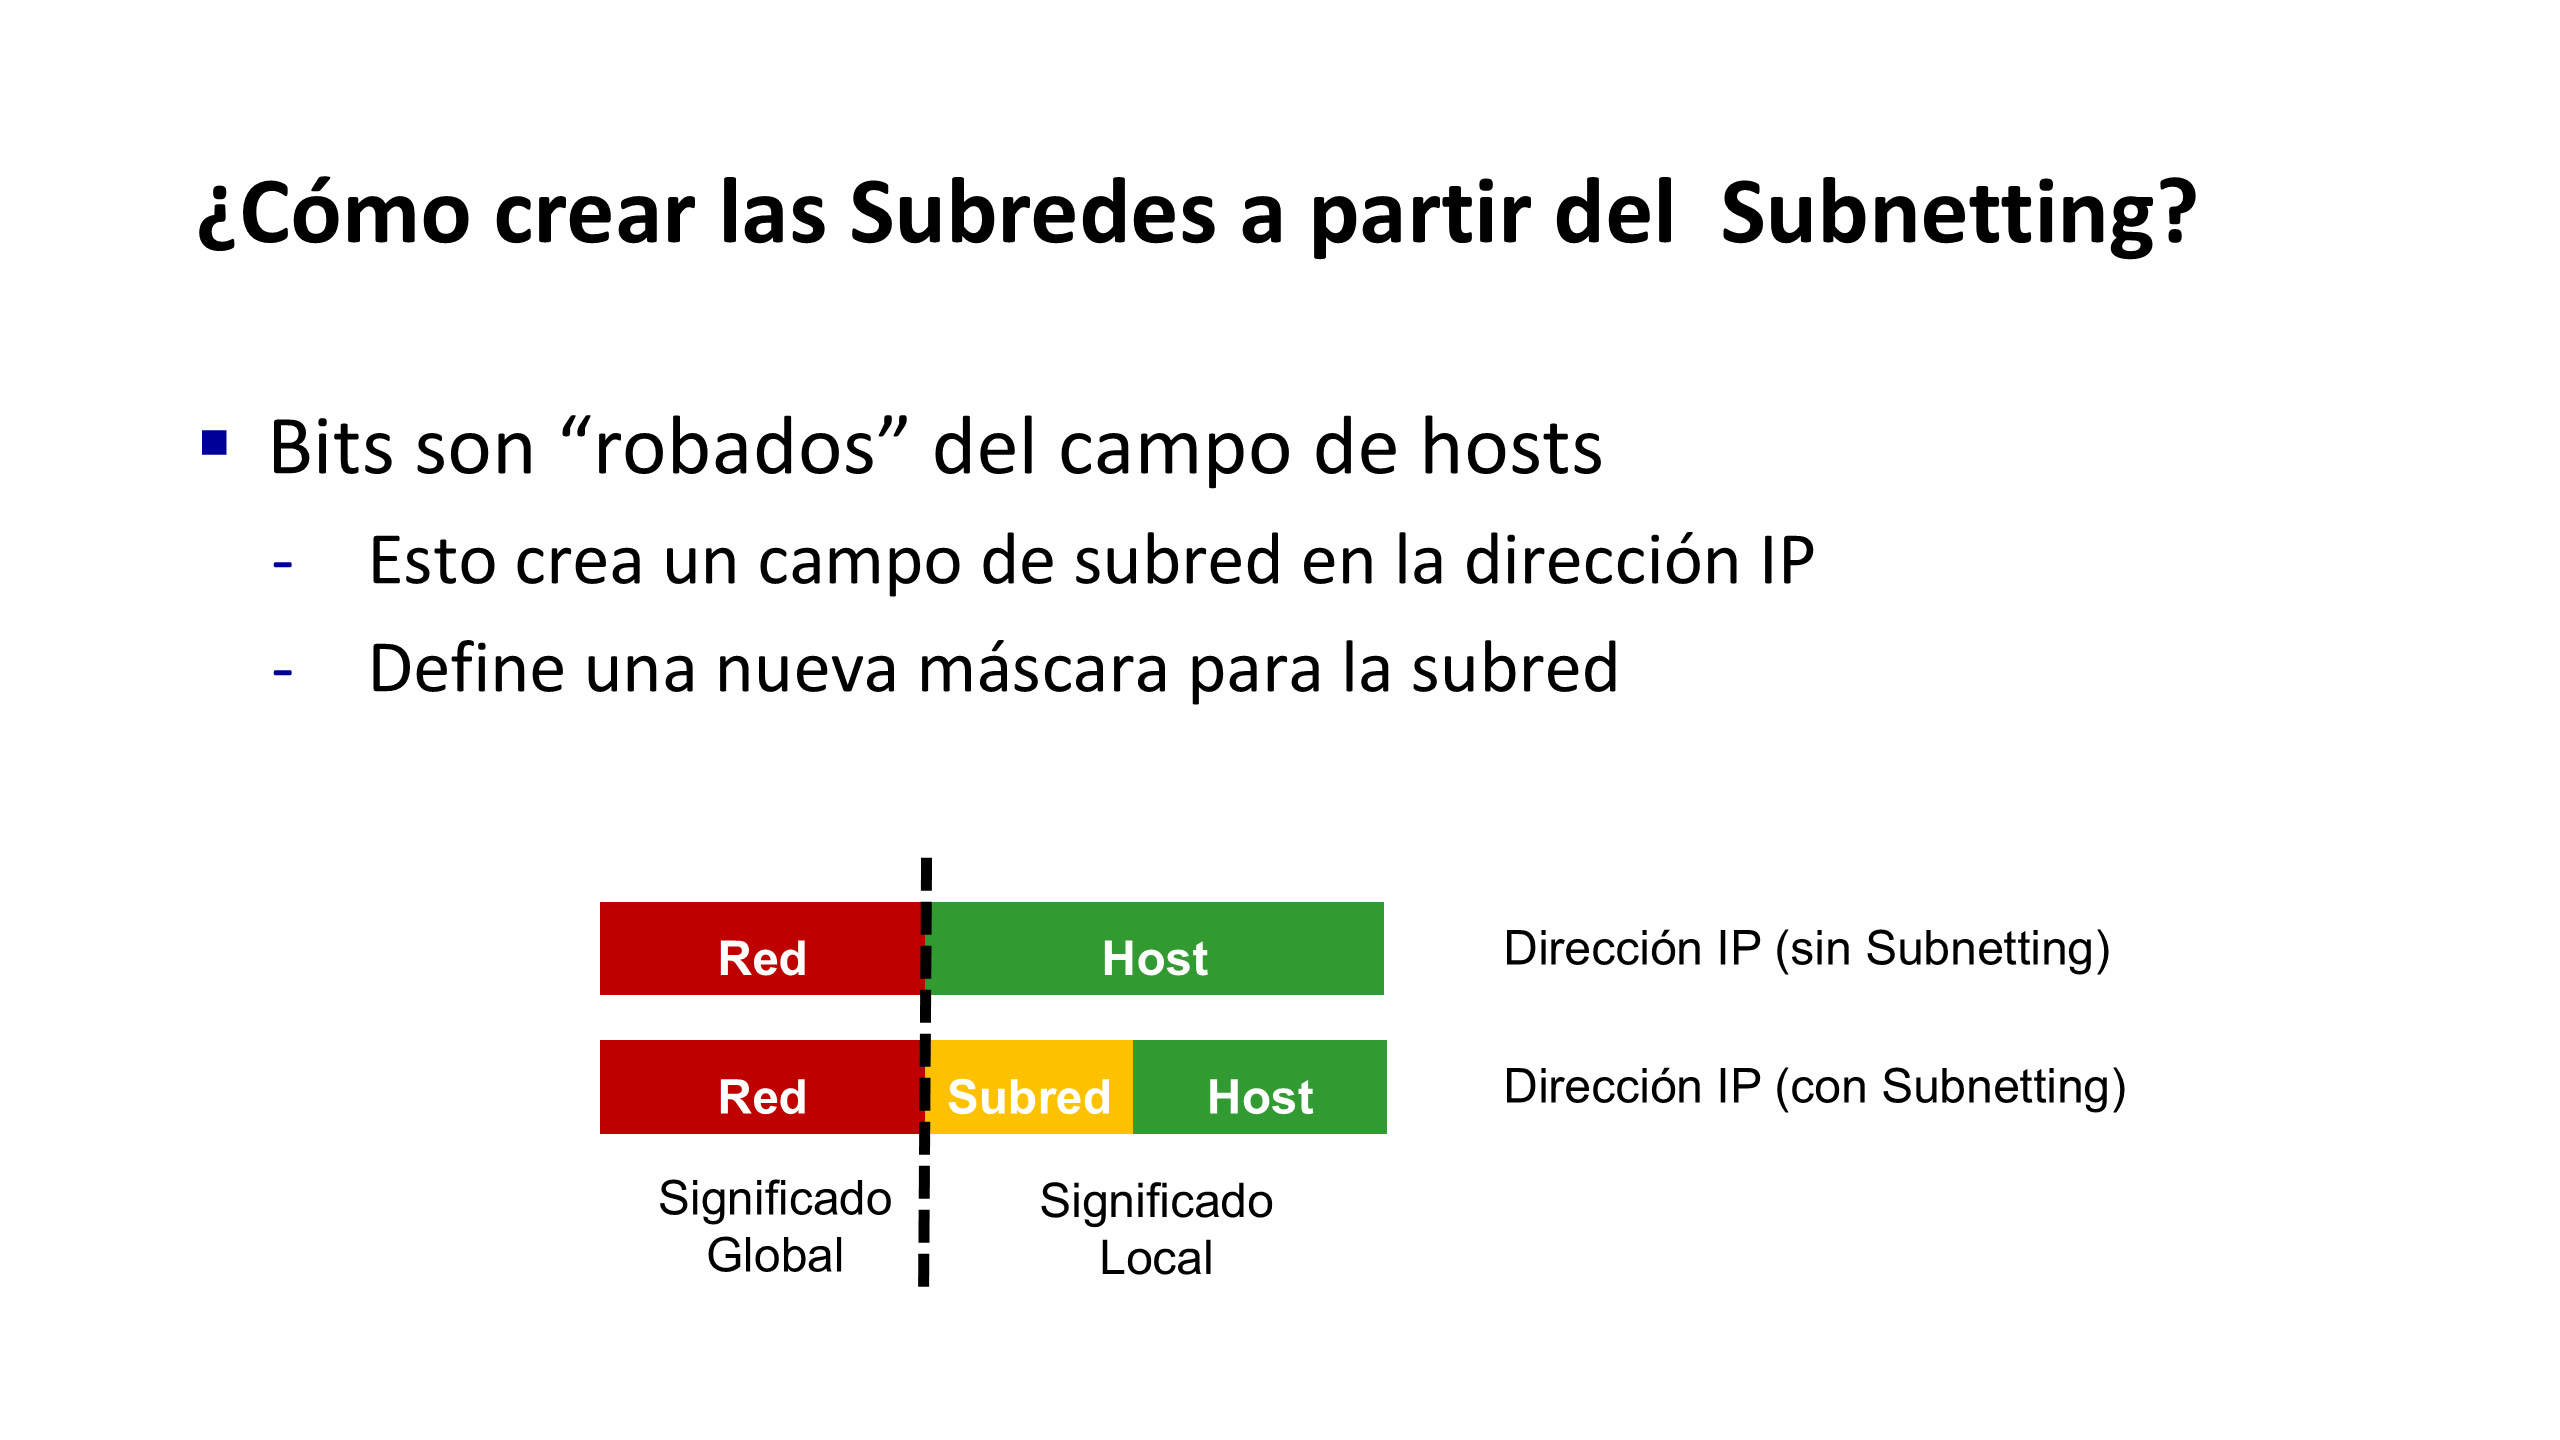 ¿Cómo crear las Subredes a partir del  Subnetting?
▪ Bits son “robados” del campo de hosts
- Esto crea un campo de subred en la dirección IP
- Define una nueva máscara para la subred
Red Host Dirección IP (sin Subnetting)
Red Subred Host Dirección IP (con Subnetting)
Significado
Global
Significado
Local